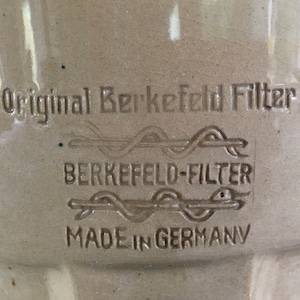 Original Berkefeld Filter
BERKEFELD-FILTER
MADE IN GERMANY